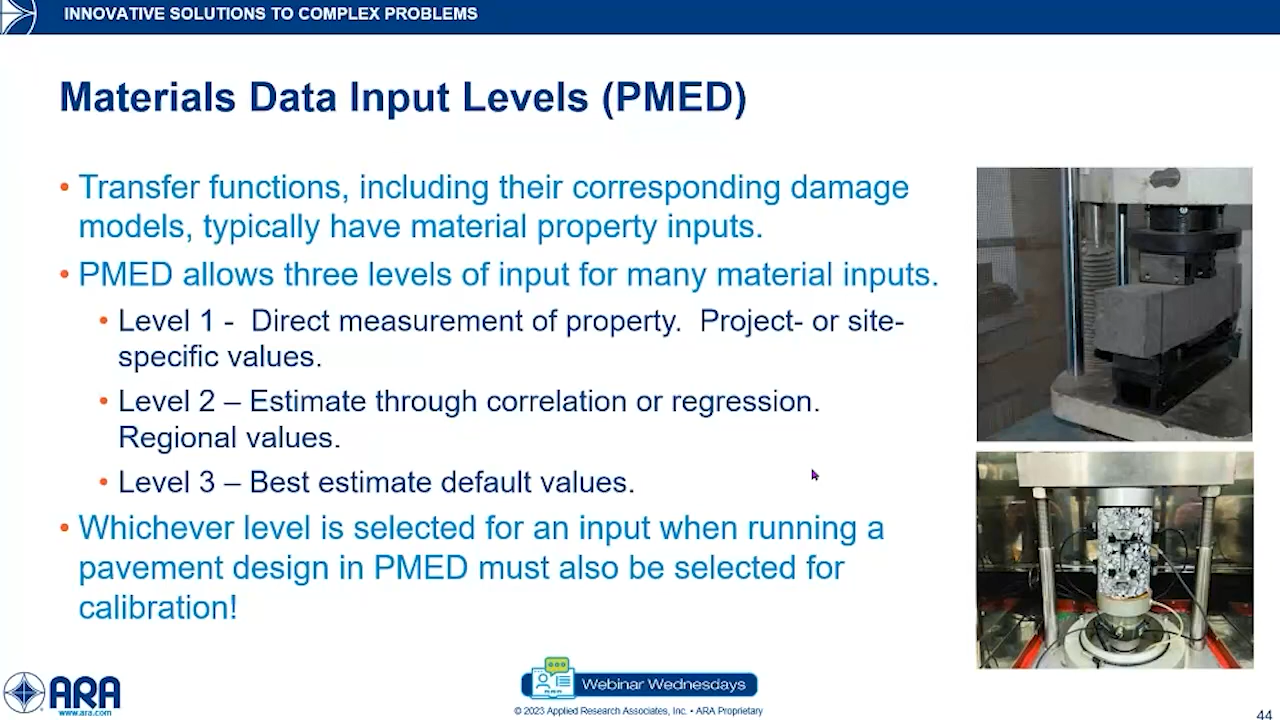 INNOVATIVE SOLUTIONS TO COMPLEX PROBLEMS
Materials Data Input Levels (PMED)
• Transfer functions, including their corresponding damage
models, typically have material property inputs.
• PMED allows three levels of input for many material inputs.
• Level 1 - Direct measurement of property. Project- or site-
specific values.
• Level 2 – Estimate through correlation or regression.
Regional values.
• Level 3 – Best estimate default values.
• Whichever level is selected for an input when running a
pavement design in PMED must also be selected for
calibration!
ARA
www.ara.com
Webinar Wednesdays
© 2023 Applied Research Associates, Inc. • ARA Proprietary
44